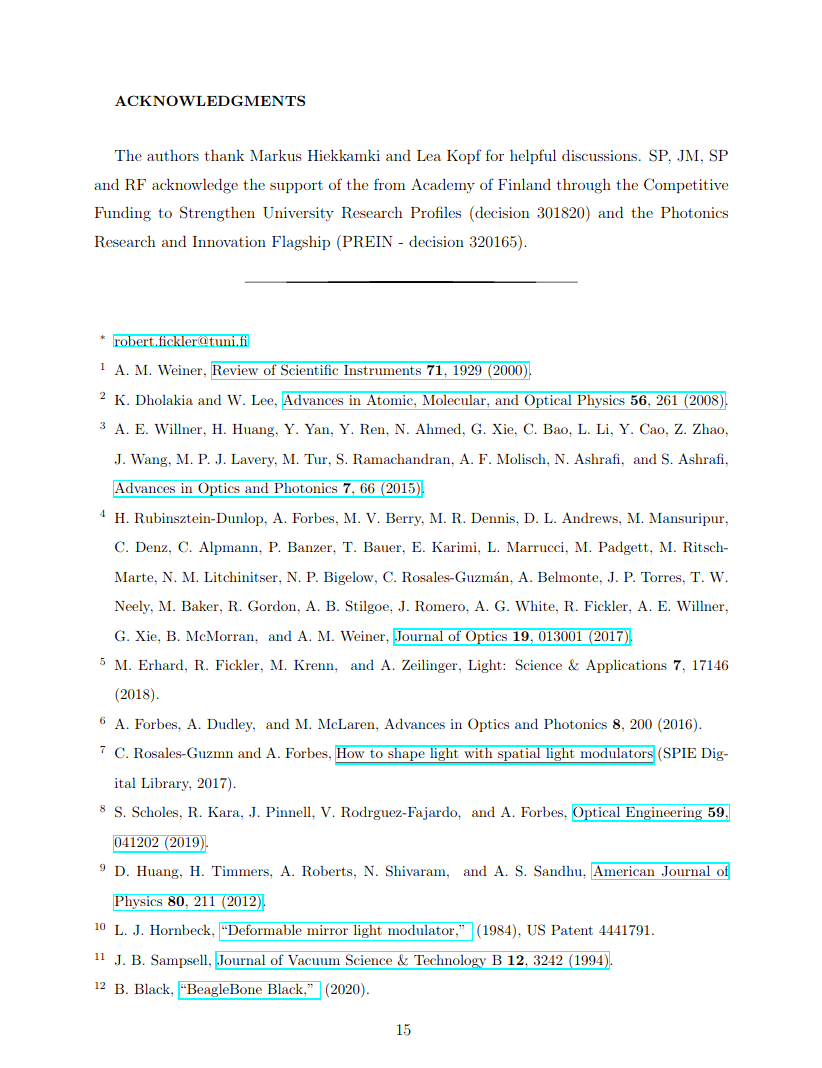 ACKNOWLEDGMENTS
The authors thank Markus Hiekkamki and Lea Kopf for helpful discussions. SP, JM, SP
and RF acknowledge the support of the from Academy of Finland through the Competitive
Funding to Strengthen University Research Profiles (decision 301820) and the Photonics
Research and Innovation Flagship (PREIN - decision 320165).
* robert.fickler@tuni.fi
1 A. M. Weiner, Review of Scientific Instruments 71, 1929 (2000).
2 K. Dholakia and W. Lee, Advances in Atomic, Molecular, and Optical Physics 56, 261 (2008).
3 A. E. Willner, H. Huang, Y. Yan, Y. Ren, N. Ahmed, G. Xie, C. Bao, L. Li, Y. Cao, Z. Zhao,
J. Wang, M. P. J. Lavery, M. Tur, S. Ramachandran, A. F. Molisch, N. Ashrafi, and S. Ashrafi,
Advances in Optics and Photonics 7, 66 (2015).
4 H. Rubinsztein-Dunlop, A. Forbes, M. V. Berry, M. R. Dennis, D. L. Andrews, M. Mansuripur,
C. Denz, C. Alpmann, P. Banzer, T. Bauer, E. Karimi, L. Marrucci, M. Padgett, M. Ritsch-
Marte, N. M. Litchinitser, N. P. Bigelow, C. Rosales-Guzmán, A. Belmonte, J. P. Torres, T. W.
Neely, M. Baker, R. Gordon, A. B. Stilgoe, J. Romero, A. G. White, R. Fickler, A. E. Willner,
G. Xie, B. McMorran, and A. M. Weiner, Journal of Optics 19, 013001 (2017).
5 M. Erhard, R. Fickler, M. Krenn, and A. Zeilinger, Light: Science & Applications 7, 17146
(2018).
6 A. Forbes, A. Dudley, and M. McLaren, Advances in Optics and Photonics 8, 200 (2016).
7 C. Rosales-Guzmn and A. Forbes, How to shape light with spatial light modulators (SPIE Dig-
ital Library, 2017).
8 S. Scholes, R. Kara, J. Pinnell, V. Rodrguez-Fajardo, and A. Forbes, Optical Engineering 59,
041202 (2019).
9 D. Huang, H. Timmers, A. Roberts, N. Shivaram, and A. S. Sandhu, American Journal of
Physics 80, 211 (2012).
10 L. J. Hornbeck, “Deformable mirror light modulator,” (1984), US Patent 4441791.
11 J. B. Sampsell, Journal of Vacuum Science & Technology B 12, 3242 (1994).
12 B. Black, “BeagleBone Black,” (2020).
15